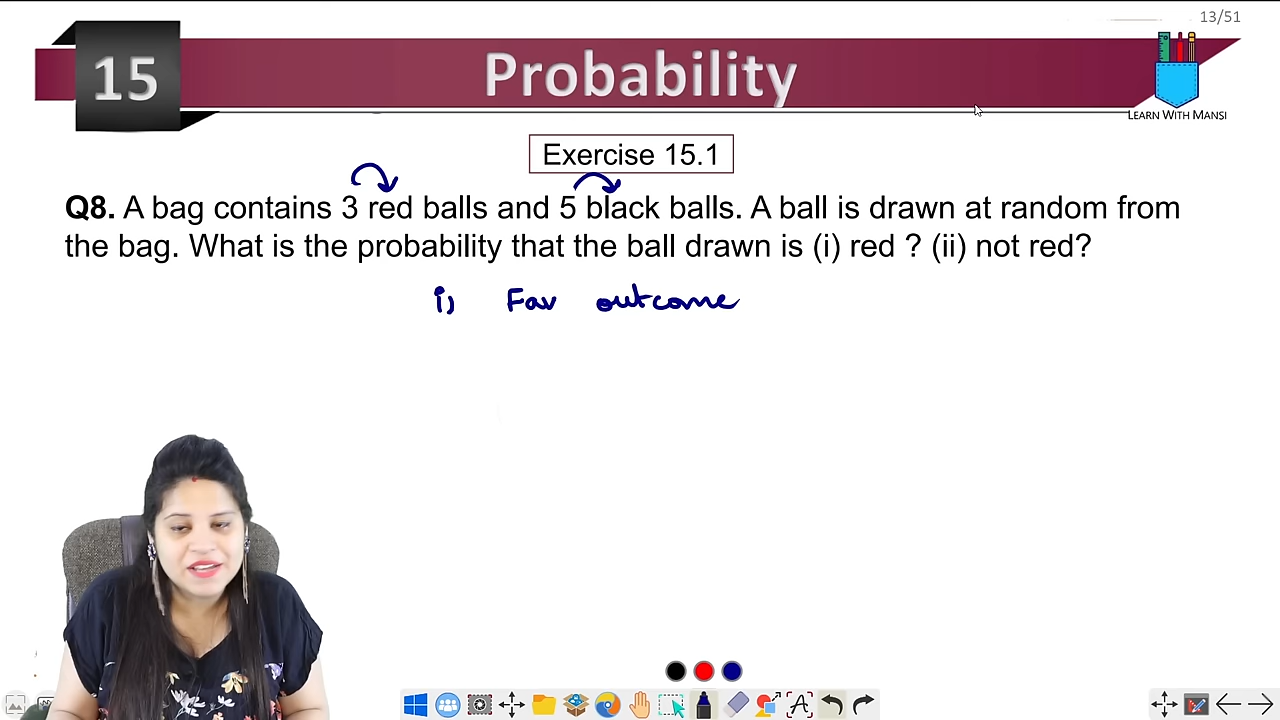 13/51
15
Probability
LEARN WITH MANSI
Exercise 15.1
Q8. A bag contains 3 red balls and 5 black balls. A ball is drawn at random from
the bag. What is the probability that the ball drawn is (i) red ? (ii) not red?
i) Fav outcome